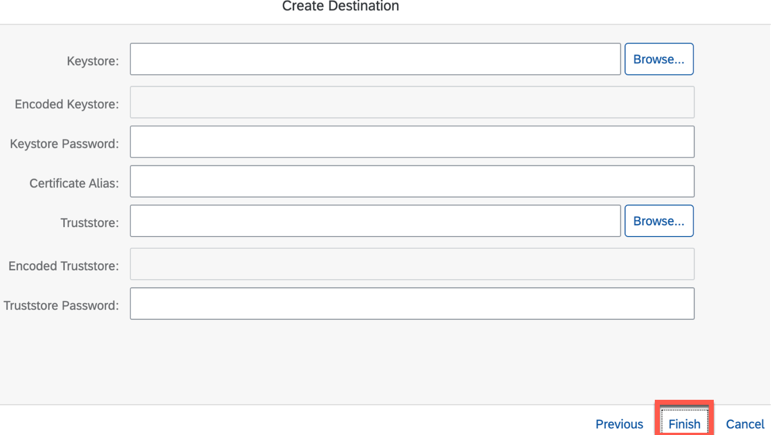 Create Destination
Keystore:
Browse...
Encoded Keystore:
Keystore Password:
Certificate Alias:
Truststore:
Browse...
Encoded Truststore:
Truststore Password:
Previous Finish Cancel